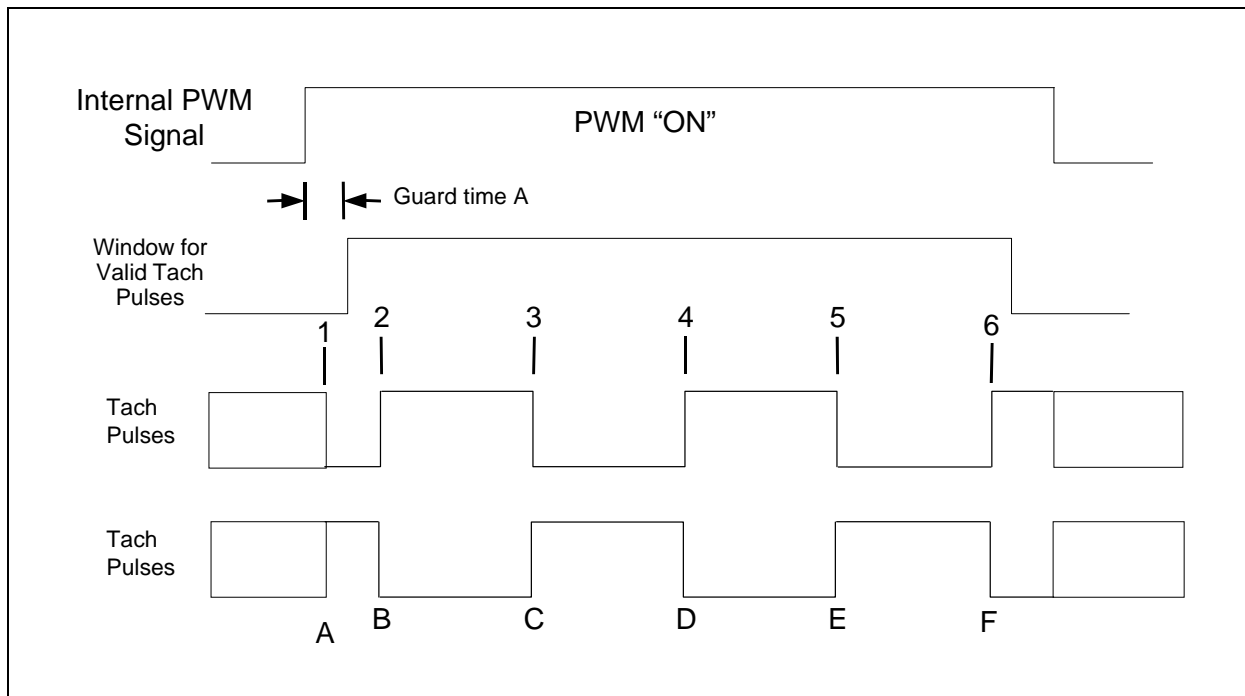 Internal PWM
Signal
PWM “ON”
Guard time A
Window for
Valid Tach
Pulses
1 2 3 4 5 6
Tach
Pulses
Tach
Pulses
A B C D E F